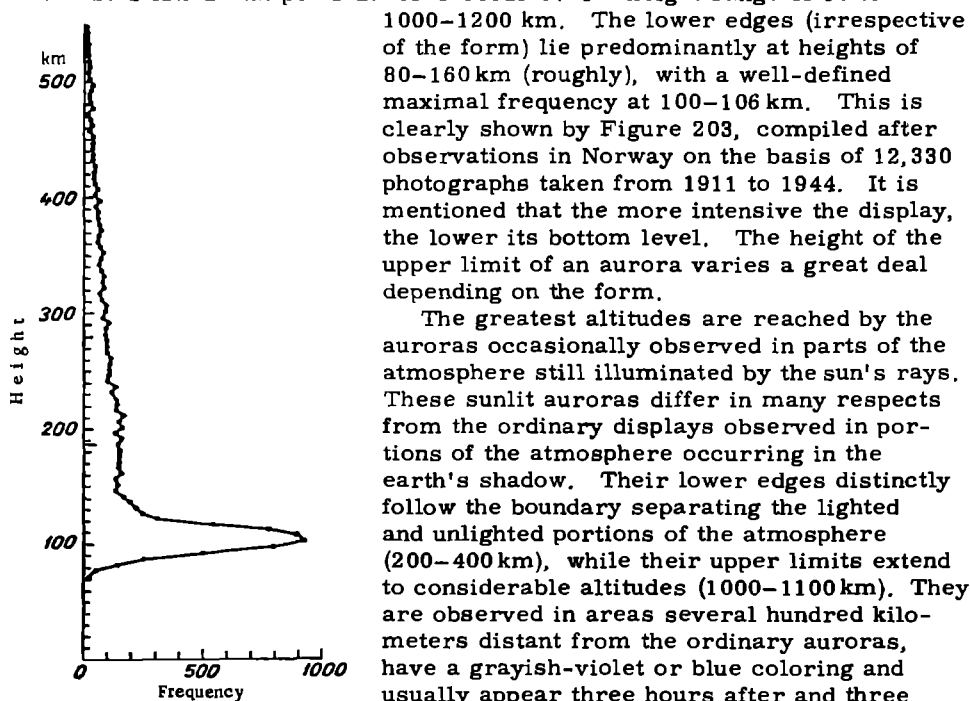 1000–1200 km. The lower edges (irrespective
of the form) lie predominantly at heights of
80–160 km (roughly), with a well-defined
maximal frequency at 100–106 km. This is
clearly shown by Figure 203, compiled after
observations in Norway on the basis of 12,330
photographs taken from 1911 to 1944. It is
mentioned that the more intensive the display,
the lower its bottom level. The height of the
upper limit of an aurora varies a great deal
depending on the form.
The greatest altitudes are reached by the
auroras occasionally observed in parts of the
atmosphere still illuminated by the sun's rays.
These sunlit auroras differ in many respects
from the ordinary displays observed in por-
tions of the atmosphere occurring in the
earth's shadow. Their lower edges distinctly
follow the boundary separating the lighted
and unlighted portions of the atmosphere
(200–400 km), while their upper limits extend
to considerable altitudes (1000–1100 km). They
are observed in areas several hundred kilo-
meters distant from the ordinary auroras,
have a grayish-violet or blue coloring and
usually appear three hours after and three
km
500
400
300
200
100
Height
0 500 1000
Frequency